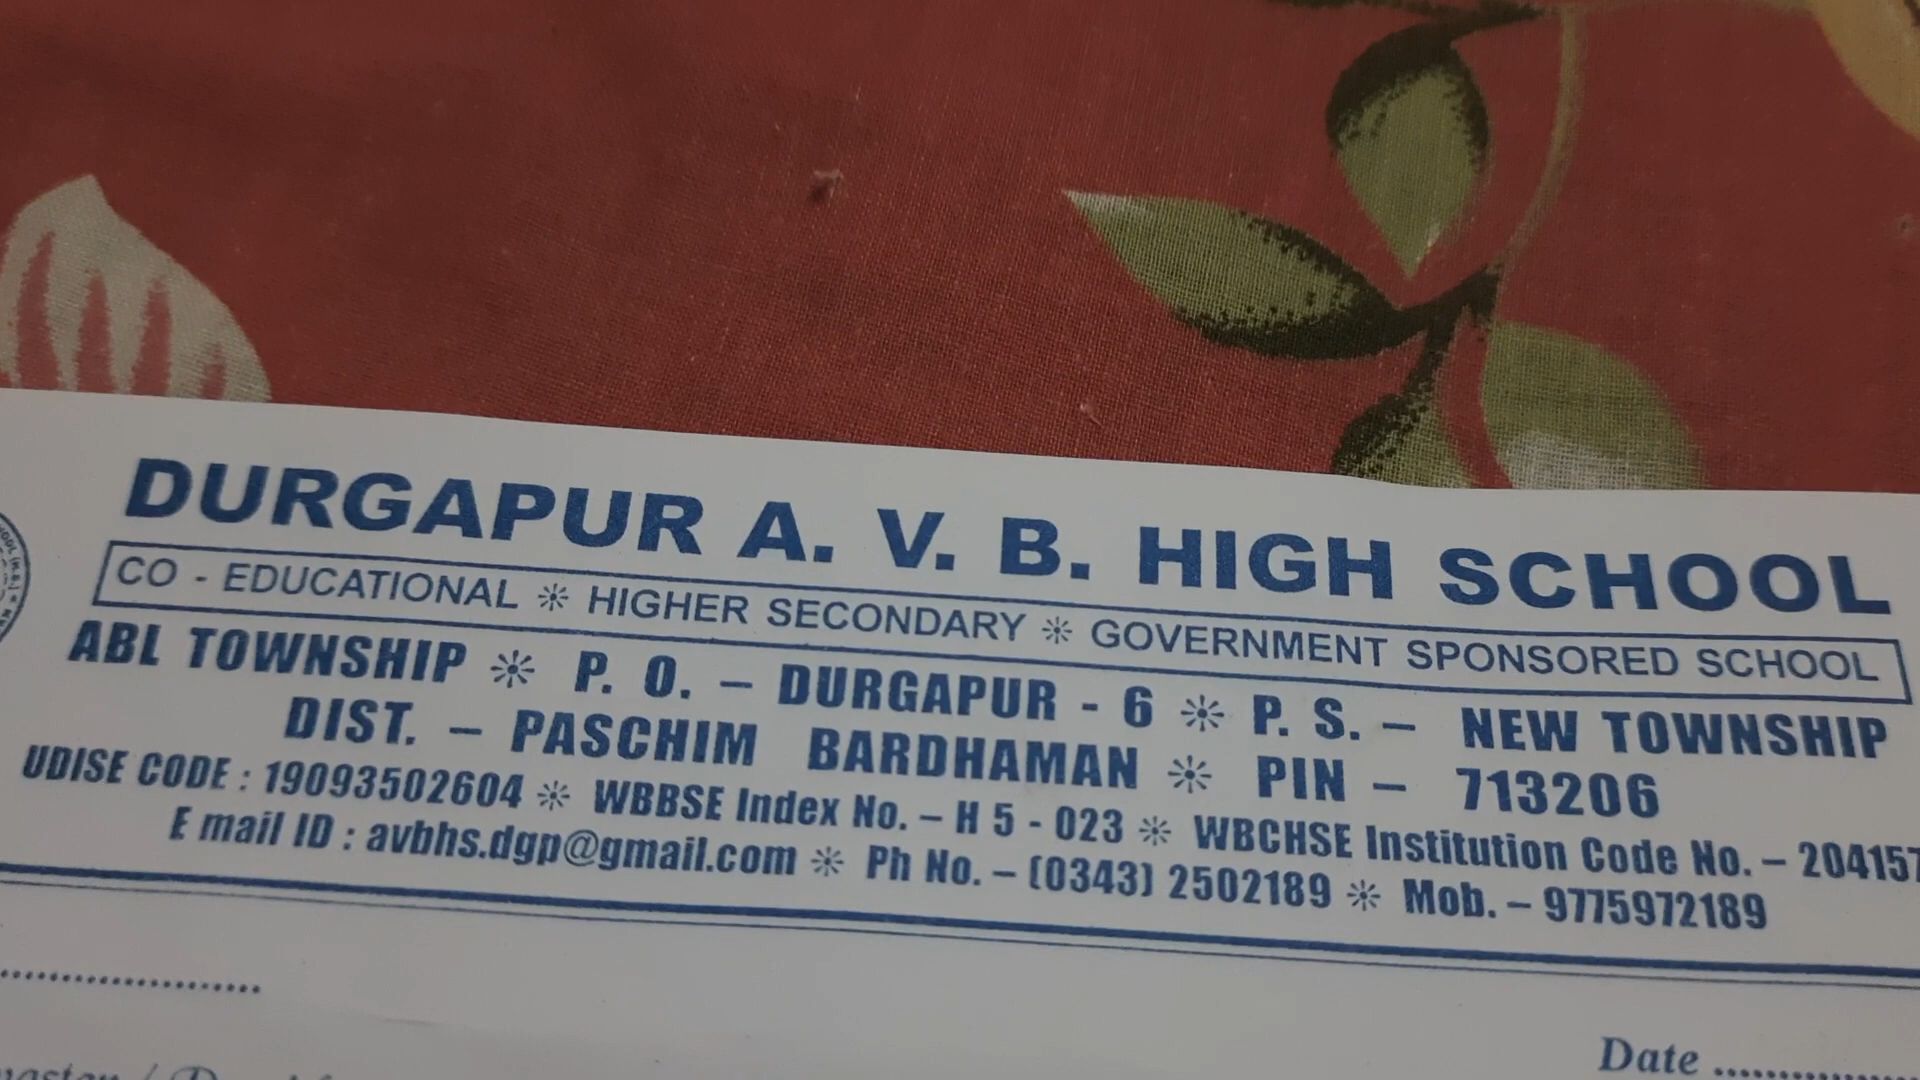 DURGAPUR A. V. B. HIGH SCHOOL
CO - EDUCATIONAL ❊ HIGHER SECONDARY ❊ GOVERNMENT SPONSORED SCHOOL
ABL TOWNSHIP ❊ P. O. – DURGAPUR - 6 ❊ P. S. – NEW TOWNSHIP
DIST. – PASCHIM BARDHAMAN ❊ PIN – 713206
UDISE CODE : 19093502604 ❊ WBBSE Index No. – H 5 - 023 ❊ WBCHSE Institution Code No. – 204157
E mail ID : avbhs.dgp@gmail.com ❊ Ph No. – (0343) 2502189 ❊ Mob. – 9775972189
Date ................